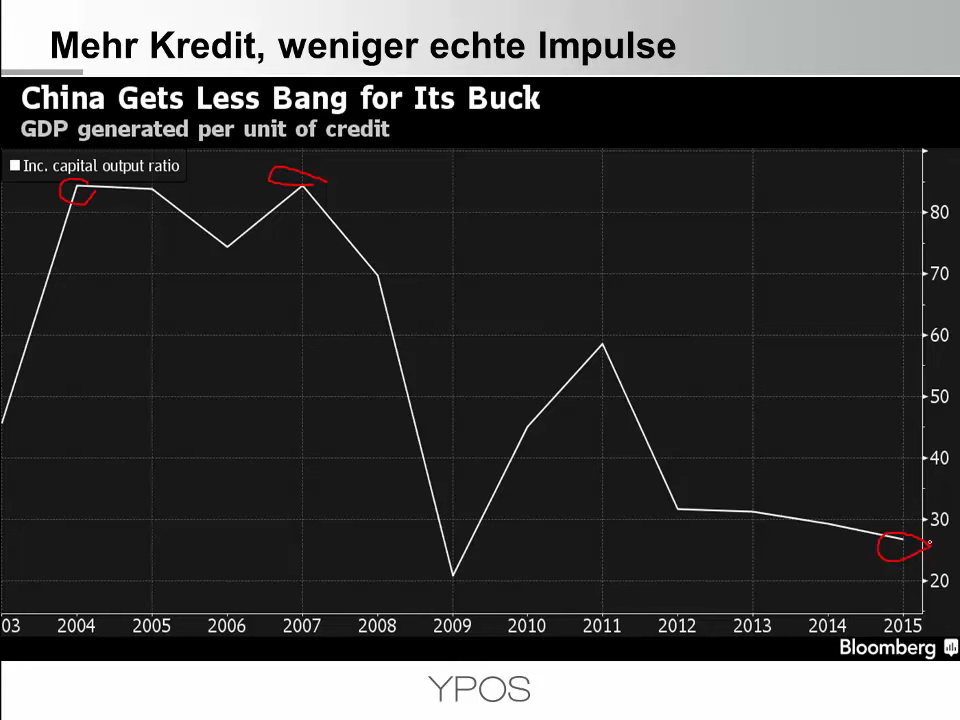 Mehr Kredit, weniger echte Impulse
China Gets Less Bang for Its Buck
GDP generated per unit of credit
Inc. capital output ratio
80
70
60
50
40
30
20
03 2004 2005 2006 2007 2008 2009 2010 2011 2012 2013 2014 2015
Bloomberg
YPOS